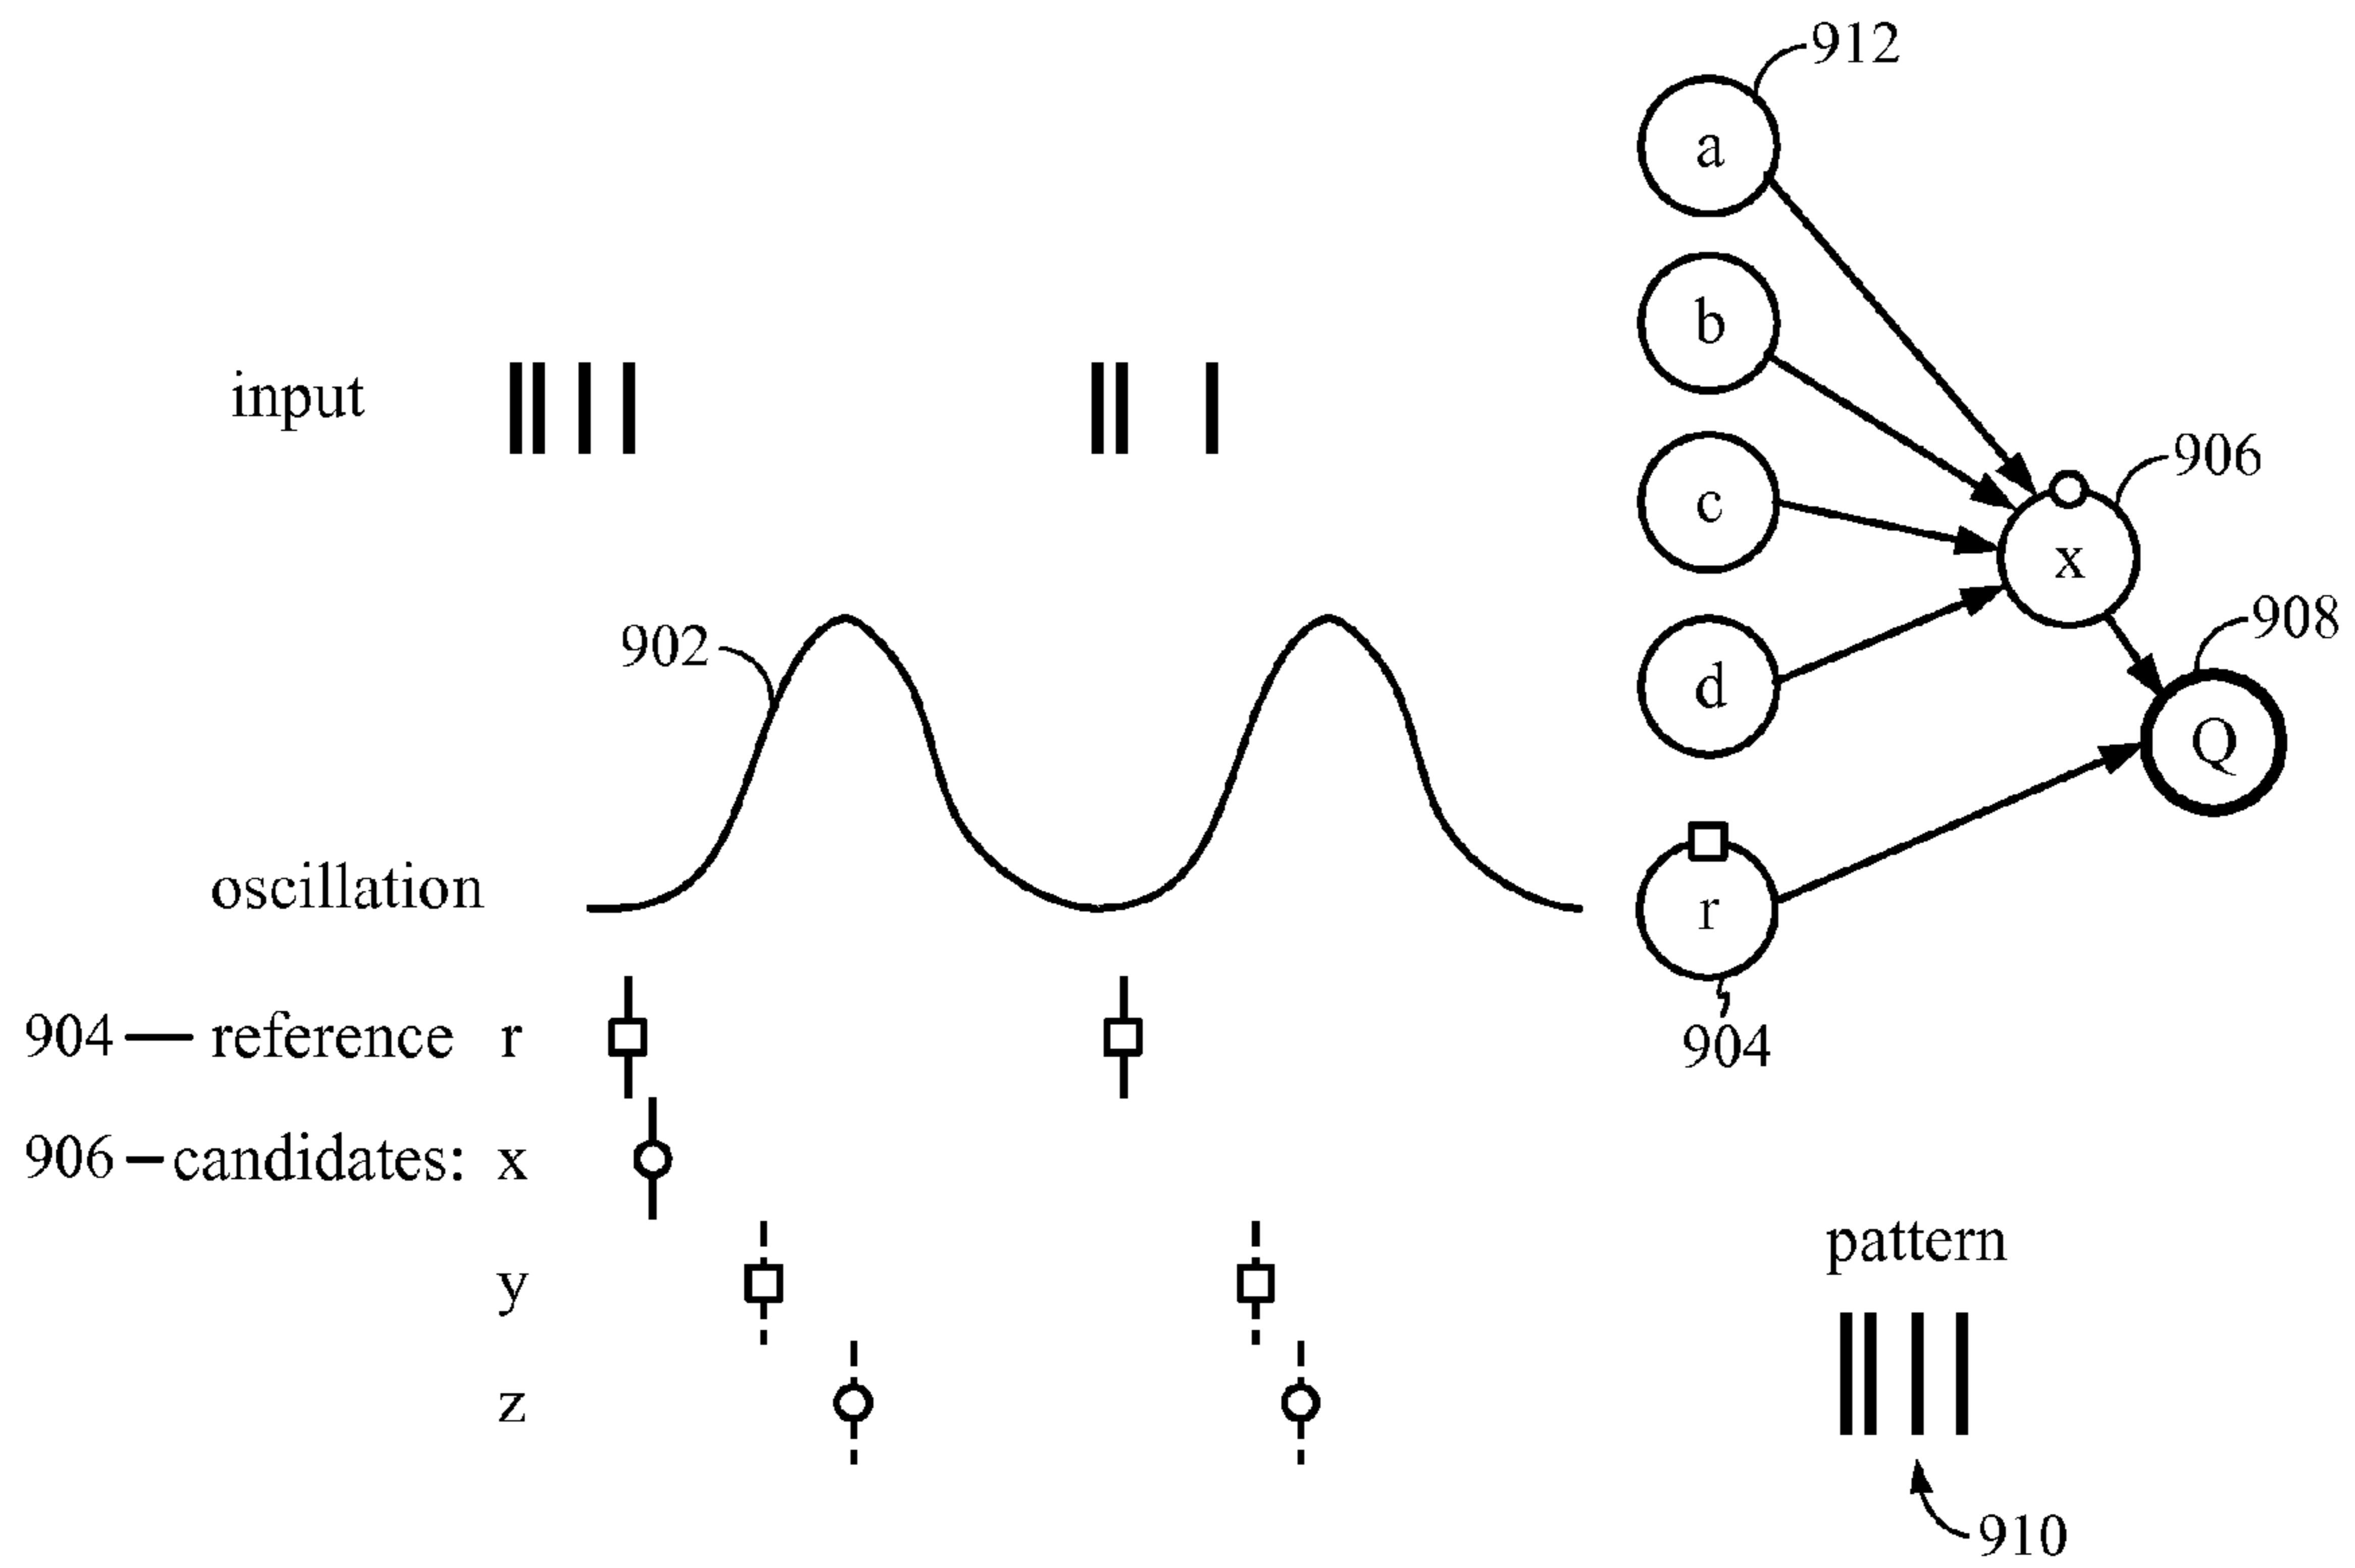 912
a
b
input
906
c
x
902
908
d
Q
oscillation
r
904 — reference r
904
906 – candidates: x
pattern
y
z
910